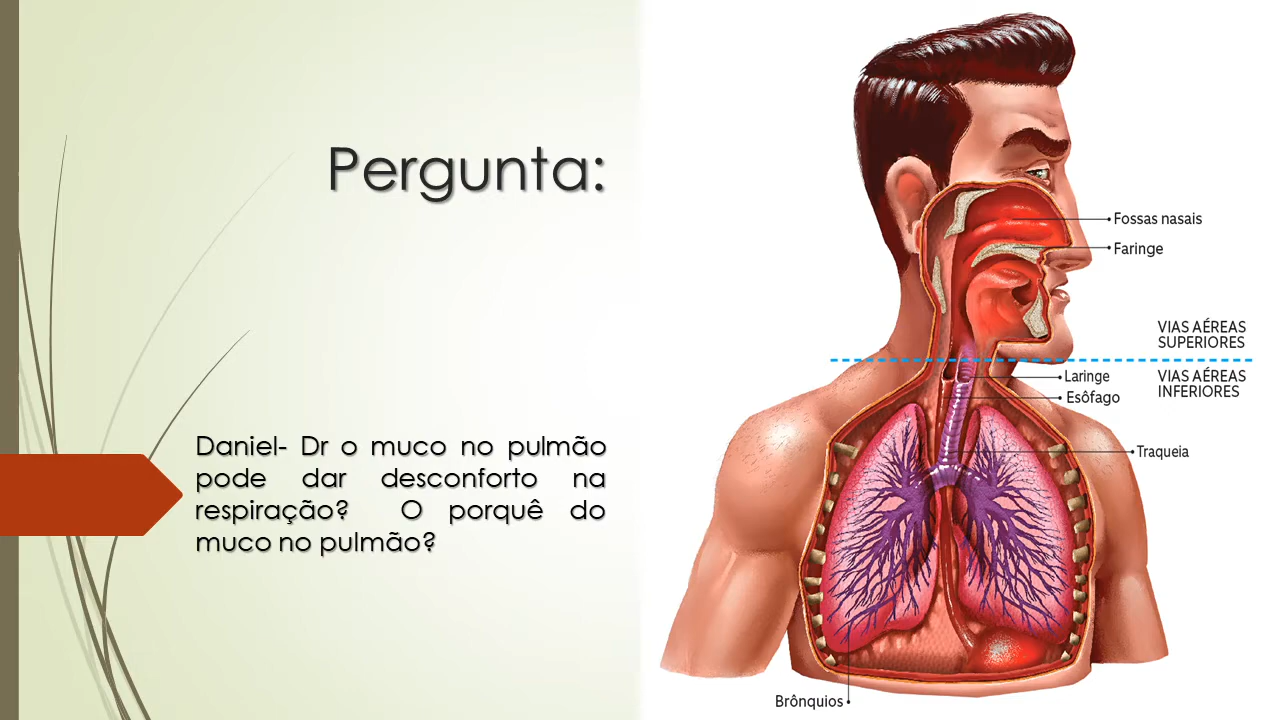 Pergunta:
Daniel- Dr o muco no pulmão
pode dar desconforto na
respiração? O porquê do
muco no pulmão?
Fossas nasais
Faringe
VIAS AÉREAS
SUPERIORES
Laringe
VIAS AÉREAS
INFERIORES
Esôfago
Traqueia
Brônquios